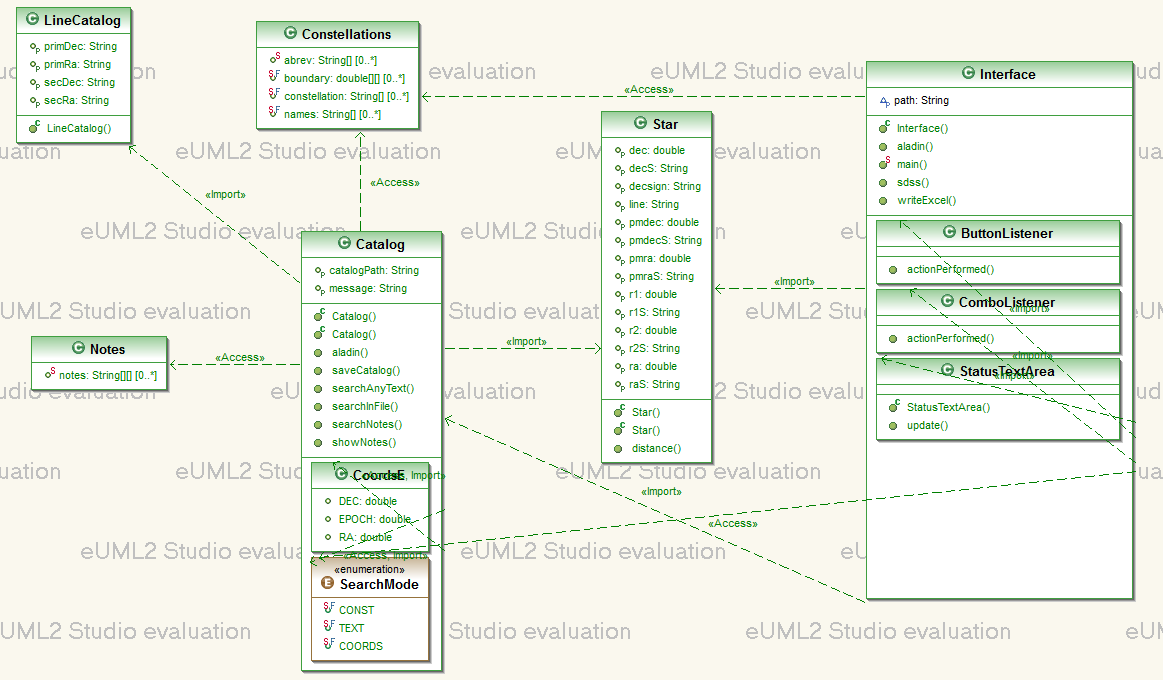 LineCatalog
primDec: String
primRa: String
secDec: String
secRa: String
LineCatalog()
Constellations
abrev: String[] [0..*]
boundary: double[][] [0..*]
constellation: String[] [0..*]
names: String[] [0..*]
«Access»
«Access»
«Import»
Star
dec: double
decS: String
decsign: String
line: String
pmdec: double
pmdecS: String
pmra: double
pmraS: String
r1: double
r1S: String
r2: double
r2S: String
ra: double
raS: String
Star()
Star()
distance()
Interface
path: String
Interface()
aladin()
main()
sdss()
writeExcel()
ButtonListener
actionPerformed()
ComboListener
«Import»
actionPerformed()
«Import»
StatusTextArea
«Import»
StatusTextArea()
update()
«Import»
«Import»
Catalog
catalogPath: String
message: String
Catalog()
Catalog()
aladin()
saveCatalog()
searchAnyText()
searchInFile()
searchNotes()
showNotes()
Notes
notes: String[][] [0..*]
«Access»
«Import»
«Access»
CoordsE
«Access, Import»
DEC: double
EPOCH: double
RA: double
«Access, Import»
«enumeration»
SearchMode
CONST
TEXT
COORDS
eUML2 Studio evaluation